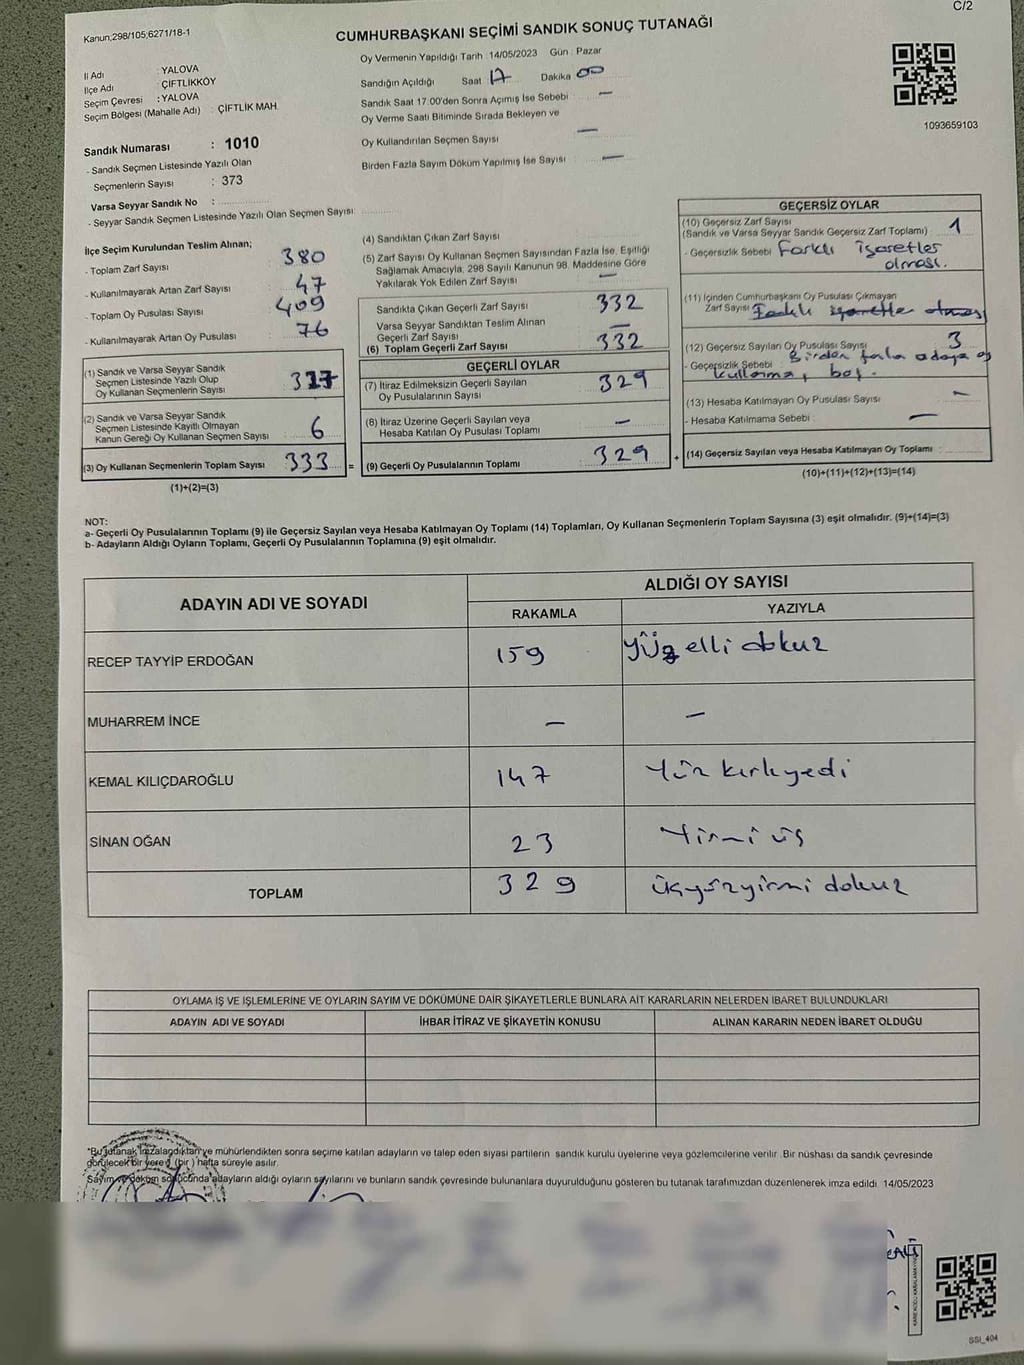 C/2
Kanun;298/105;6271/18-1
CUMHURBAŞKANI SEÇİMİ SANDIK SONUÇ TUTANAĞI
İl Adı : YALOVA
İlçe Adı : ÇİFTLİKKÖY
Seçim Çevresi : YALOVA
Seçim Bölgesi (Mahalle Adı) : ÇİFTLİK MAH.
Sandık Numarası : 1010
- Sandık Seçmen Listesinde Yazılı Olan
Seçmenlerin Sayısı : 373
Varsa Seyyar Sandık No :
- Seyyar Sandık Seçmen Listesinde Yazılı Olan Seçmen Sayısı:
Oy Vermenin Yapıldığı Tarih : 14/05/2023 Gün : Pazar
Sandığın Açıldığı Saat 17 Dakika 00
Sandık Saat 17:00'den Sonra Açımış İse Sebebi —
Oy Verme Saati Bitiminde Sırada Bekleyen ve
Oy Kullandırılan Seçmen Sayısı —
Birden Fazla Sayım Döküm Yapılmış İse Sayısı —
1093659103
İlçe Seçim Kurulundan Teslim Alınan;
- Toplam Zarf Sayısı 380
- Kullanılmayarak Artan Zarf Sayısı 47
- Toplam Oy Pusulası Sayısı 409
- Kullanılmayarak Artan Oy Pusulası 76
(1) Sandık ve Varsa Seyyar Sandık
Seçmen Listesinde Yazılı Olup
Oy Kullanan Seçmenlerin Sayısı
(2) Sandık ve Varsa Seyyar Sandık
Seçmen Listesinde Kayıtlı Olmayan
Kanun Gereği Oy Kullanan Seçmen Sayısı 6
(3) Oy Kullanan Seçmenlerin Toplam Sayısı 333 =
(1)+(2)=(3)
(4) Sandıktan Çıkan Zarf Sayısı
(5) Zarf Sayısı Oy Kullanan Seçmen Sayısından Fazla İse, Eşitliği
Sağlamak Amacıyla, 298 Sayılı Kanunun 98. Maddesine Göre
Yakılarak Yok Edilen Zarf Sayısı —
Sandıkta Çıkan Geçerli Zarf Sayısı 332
Varsa Seyyar Sandıktan Teslim Alınan
Geçerli Zarf Sayısı —
(6) Toplam Geçerli Zarf Sayısı 332
GEÇERLİ OYLAR
(7) İtiraz Edilmeksizin Geçerli Sayılan
Oy Pusulalarının Sayısı 329
(8) İtiraz Üzerine Geçerli Sayılan veya
Hesaba Katılan Oy Pusulası Toplamı —
(9) Geçerli Oy Pusulalarının Toplamı 329 +
GEÇERSİZ OYLAR
(10) Geçersiz Zarf Sayısı
(Sandık ve Varsa Seyyar Sandık Geçersiz Zarf Toplamı) 1
- Geçersizlik Sebebi Farklı işaretler
olması.
(11) İçinden Cumhurbaşkanı Oy Pusulası Çıkmayan
Zarf Sayısı Farklı işaretler olması
(12) Geçersiz Sayılan Oy Pusulası Sayısı 3
- Geçersizlik Sebebi Birden fazla adaya oy
kullanma, boş.
(13) Hesaba Katılmayan Oy Pusulası Sayısı —
- Hesaba Katılmama Sebebi : —
(14) Geçersiz Sayılan veya Hesaba Katılmayan Oy Toplamı :
(10)+(11)+(12)+(13)=(14)
NOT:
a- Geçerli Oy Pusulalarının Toplamı (9) ile Geçersiz Sayılan veya Hesaba Katılmayan Oy Toplamı (14) Toplamları, Oy Kullanan Seçmenlerin Toplam Sayısına (3) eşit olmalıdır. (9)+(14)=(3)
b- Adayların Aldığı Oyların Toplamı, Geçerli Oy Pusulalarının Toplamına (9) eşit olmalıdır.
ADAYIN ADI VE SOYADI ALDIĞI OY SAYISI
RAKAMLA YAZIYLA
RECEP TAYYİP ERDOĞAN 159 yüz elli dokuz
MUHARREM İNCE — —
KEMAL KILIÇDAROĞLU 147 Yüz kırkyedi
SİNAN OĞAN 23 Yirmi üç
TOPLAM 329 üçyüzyirmi dokuz
OYLAMA İŞ VE İŞLEMLERİNE VE OYLARIN SAYIM VE DÖKÜMÜNE DAİR ŞİKAYETLERLE BUNLARA AİT KARARLARIN NELERDEN İBARET BULUNDUKLARI
ADAYIN ADI VE SOYADI İHBAR İTİRAZ VE ŞİKAYETİN KONUSU ALINAN KARARIN NEDEN İBARET OLDUĞU
*Bu tutanak imzalandıktan ve mühürlendikten sonra seçime katılan adayların ve talep eden siyasi partilerin sandık kurulu üyelerine veya gözlemcilerine verilir. Bir nüshası da sandık çevresinde
görülecek bir yere 1 (bir) hafta süreyle asılır.
Sayım ve döküm sonucunda adayların aldığı oyların sayılarını ve bunların sandık çevresinde bulunanlara duyurulduğunu gösteren bu tutanak tarafımızdan düzenlenerek imza edildi. 14/05/2023
SSİ_404